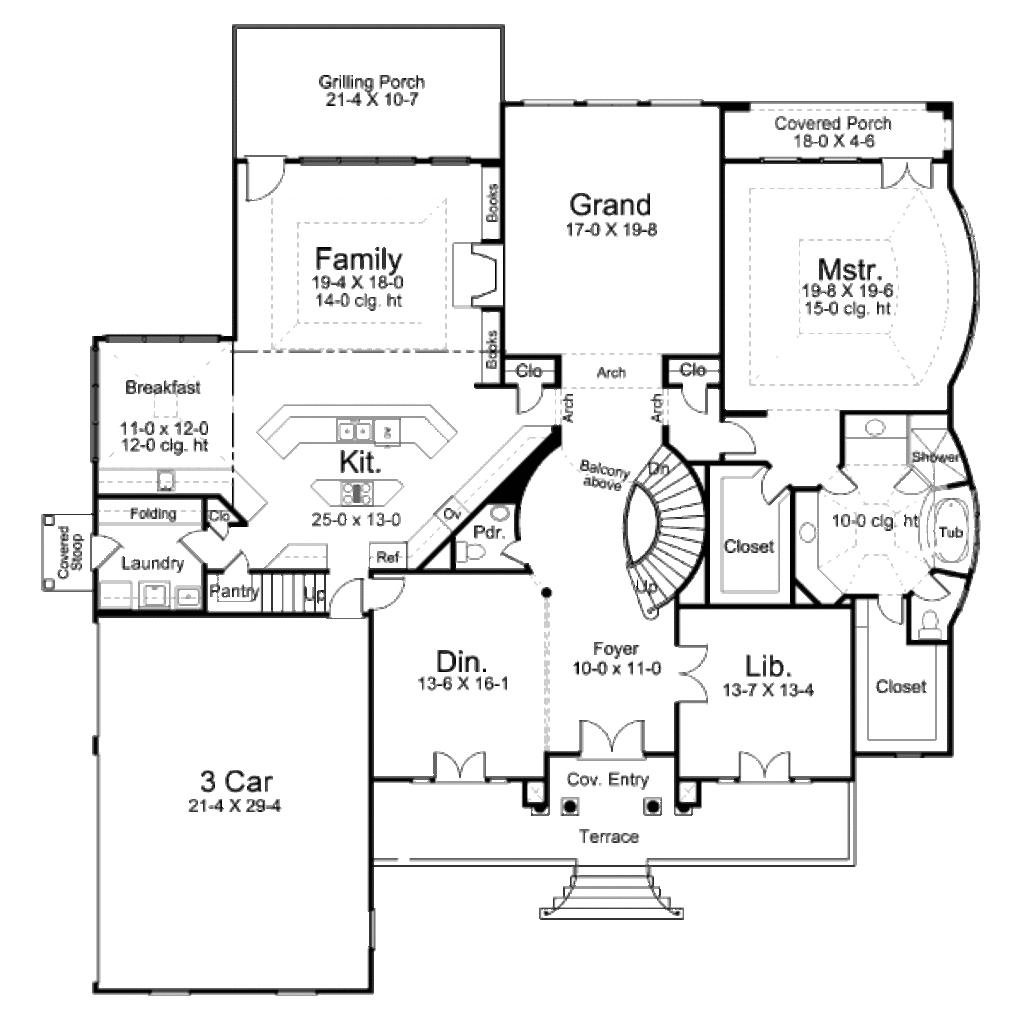 Grilling Porch
21-4 X 10-7
Covered Porch
18-0 X 4-6
Books
Grand
17-0 X 19-8
Family
19-4 X 18-0
14-0 clg. ht
Mstr.
19-8 X 19-6
15-0 clg. ht
Books
Clo
Arch
Clo
Breakfast
11-0 x 12-0
12-0 clg. ht
Arch
Arch
Kit.
25-0 x 13-0
Balcony
above
Dn
Shower
Folding
Clo
Ov
Pdr.
10-0 clg. ht
Tub
Covered
Stoop
Laundry
Ref
Closet
Pantry
Up
Up
Din.
13-6 X 16-1
Foyer
10-0 x 11-0
Lib.
13-7 X 13-4
Closet
3 Car
21-4 X 29-4
Cov. Entry
Terrace